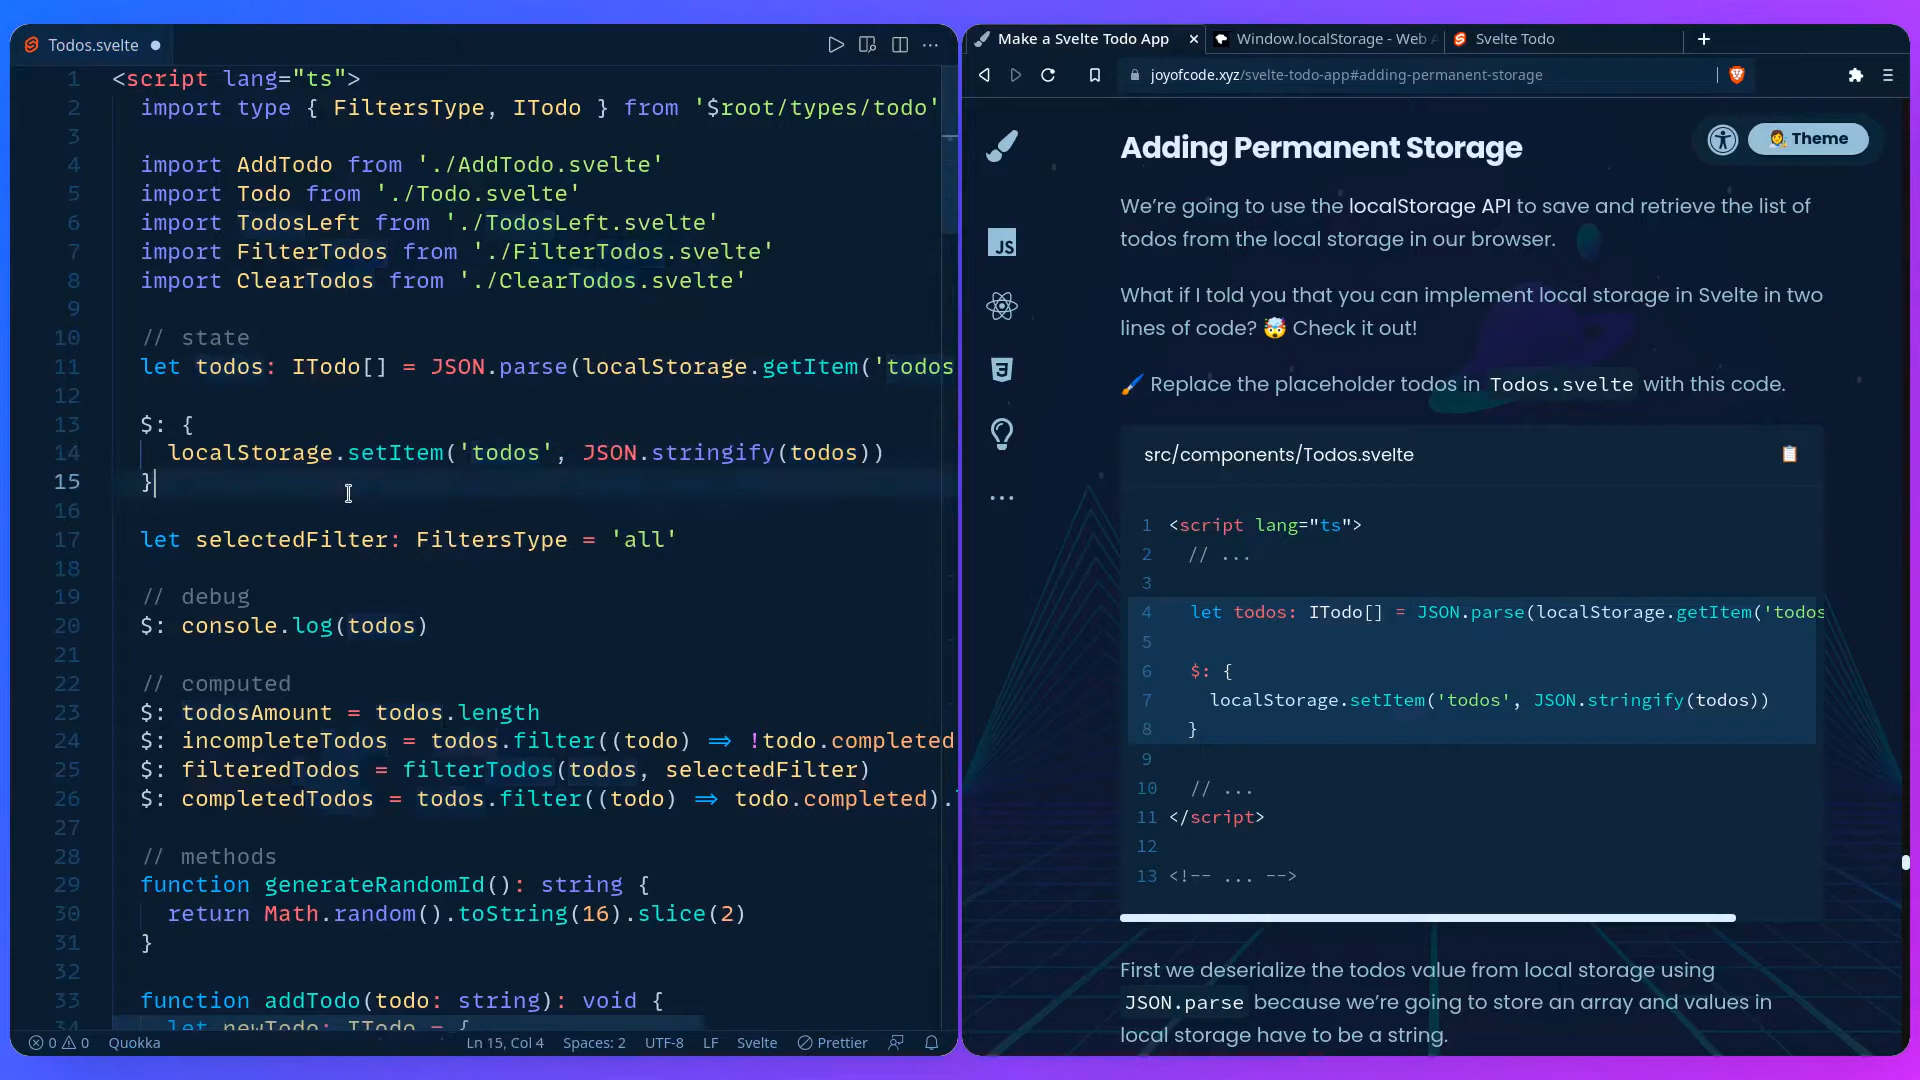 Todos.svelte
1 <script lang="ts">
2 import type { FiltersType, ITodo } from '$root/types/todo'
3
4 import AddTodo from './AddTodo.svelte'
5 import Todo from './Todo.svelte'
6 import TodosLeft from './TodosLeft.svelte'
7 import FilterTodos from './FilterTodos.svelte'
8 import ClearTodos from './ClearTodos.svelte'
9
10 // state
11 let todos: ITodo[] = JSON.parse(localStorage.getItem('todos
12
13 $: {
14 localStorage.setItem('todos', JSON.stringify(todos))
15 }
16
17 let selectedFilter: FiltersType = 'all'
18
19 // debug
20 $: console.log(todos)
21
22 // computed
23 $: todosAmount = todos.length
24 $: incompleteTodos = todos.filter((todo) => !todo.completed
25 $: filteredTodos = filterTodos(todos, selectedFilter)
26 $: completedTodos = todos.filter((todo) => todo.completed).
27
28 // methods
29 function generateRandomId(): string {
30 return Math.random().toString(16).slice(2)
31 }
32
33 function addTodo(todo: string): void {
34 let newTodo: ITodo = {
0 0 Quokka Ln 15, Col 4 Spaces: 2 UTF-8 LF Svelte Prettier
Make a Svelte Todo App Window.localStorage - Web Svelte Todo
joyofcode.xyz/svelte-todo-app#adding-permanent-storage
JS
Theme
Adding Permanent Storage
We're going to use the localStorage API to save and retrieve the list of
todos from the local storage in our browser.
What if I told you that you can implement local storage in Svelte in two
lines of code? 🤯 Check it out!
🖌️ Replace the placeholder todos in Todos.svelte with this code.
src/components/Todos.svelte
1 <script lang="ts">
2 // ...
3
4 let todos: ITodo[] = JSON.parse(localStorage.getItem('todos
5
6 $: {
7 localStorage.setItem('todos', JSON.stringify(todos))
8 }
9
10 // ...
11 </script>
12
13 <!-- ... -->
First we deserialize the todos value from local storage using
JSON.parse because we're going to store an array and values in
local storage have to be a string.